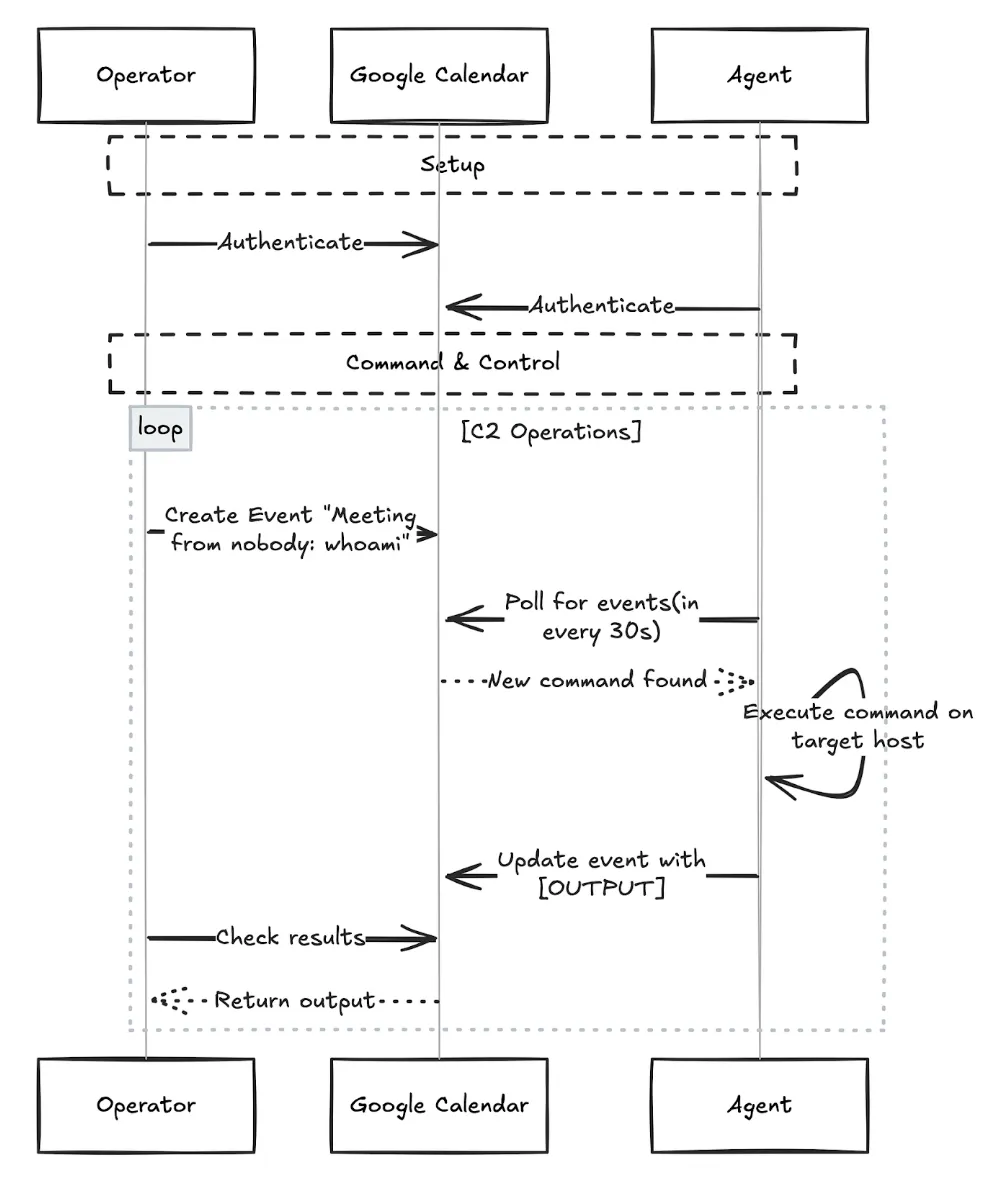 Operator
Google Calendar
Agent
Setup
Authenticate
Authenticate
Command & Control
loop
[C2 Operations]
Create Event "Meeting
from nobody: whoami"
Poll for events(in
every 30s)
New command found
Execute command on
target host
Update event with
[OUTPUT]
Check results
Return output
Operator
Google Calendar
Agent